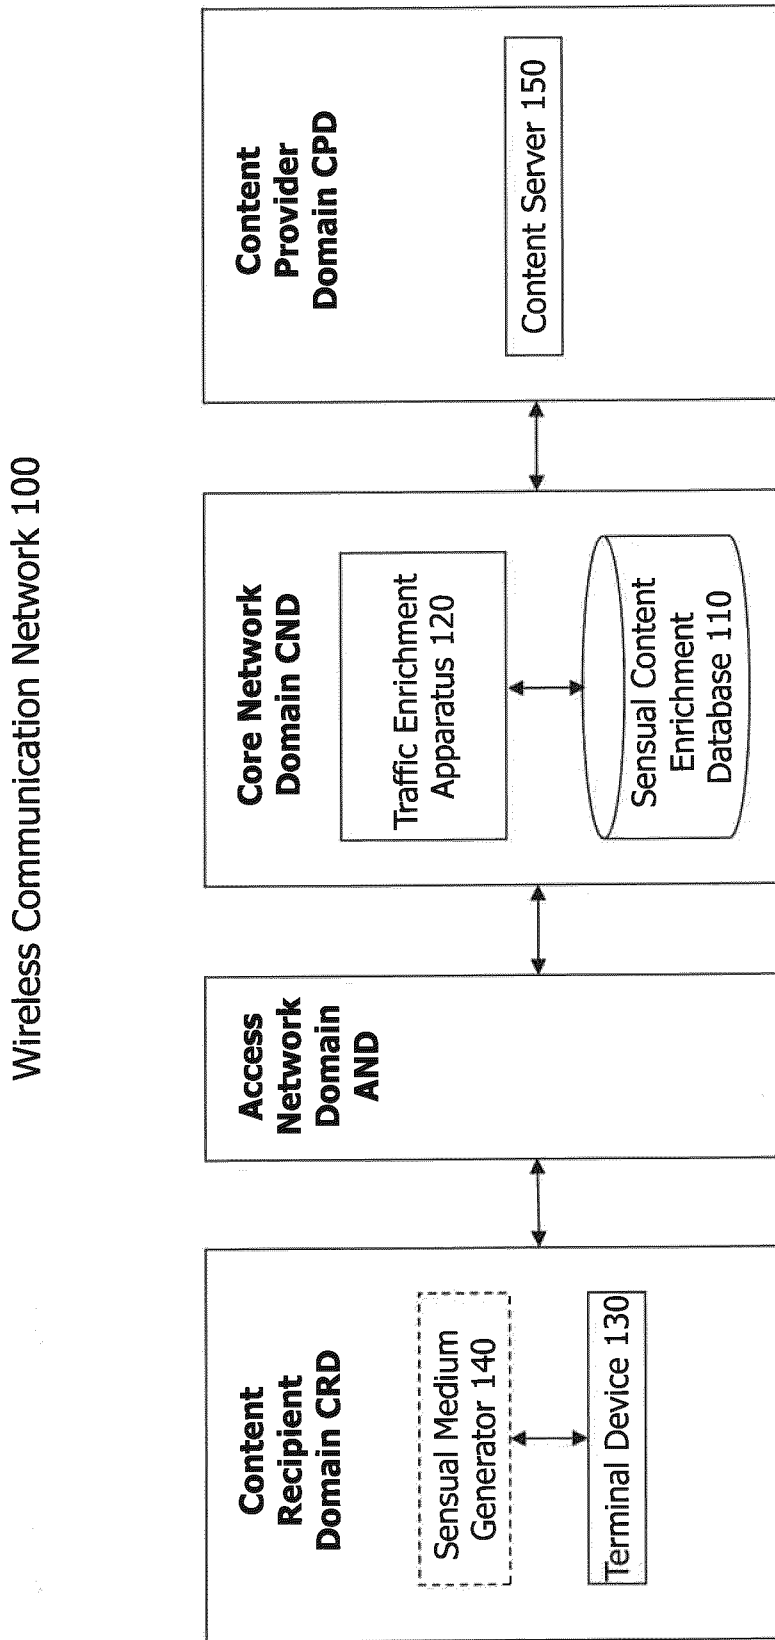 Wireless Communication Network 100
Content
Recipient
Domain CRD
Sensual Medium
Generator 140
Terminal Device 130
Access
Network
Domain
AND
Core Network
Domain CND
Traffic Enrichment
Apparatus 120
Sensual Content
Enrichment
Database 110
Content
Provider
Domain CPD
Content Server 150